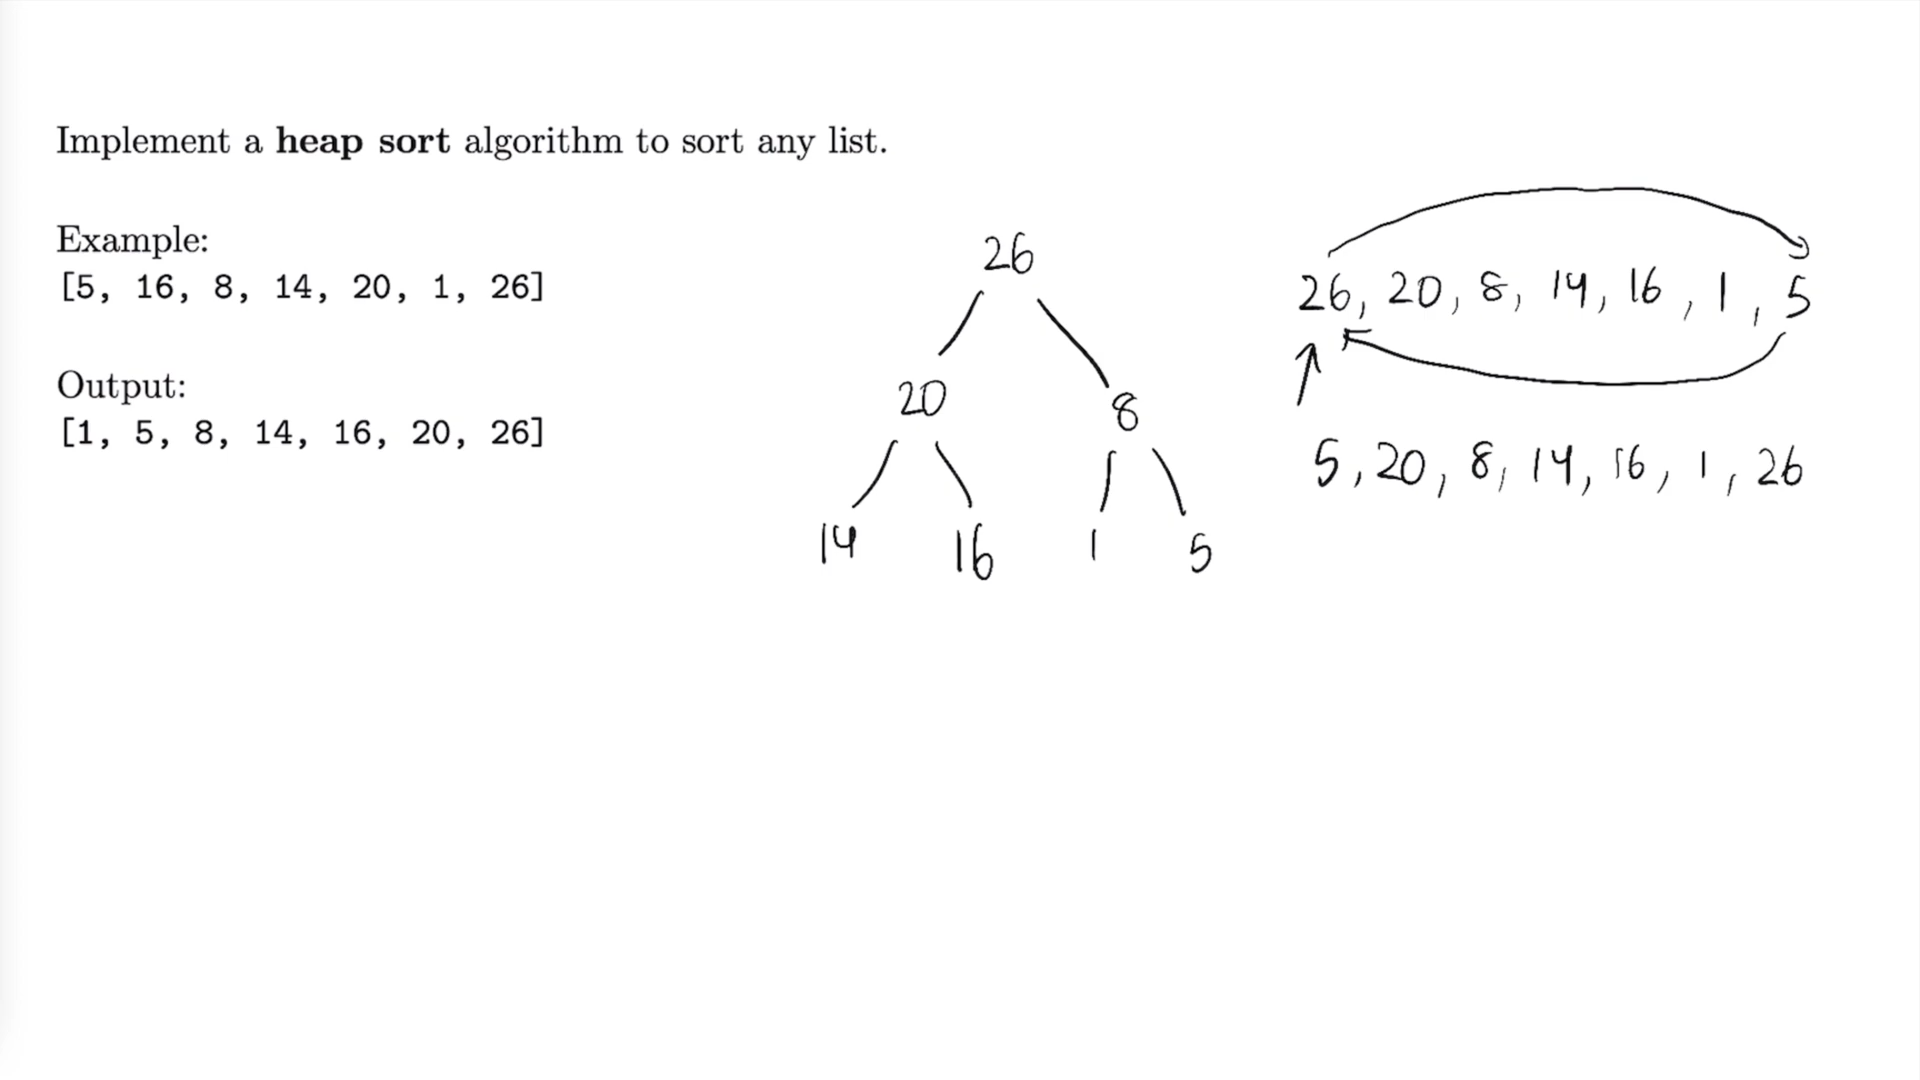 Implement a heap sort algorithm to sort any list.
Example:
[5, 16, 8, 14, 20, 1, 26]
Output:
[1, 5, 8, 14, 16, 20, 26]
26
20 8
14 16 1 5
26, 20, 8, 14, 16, 1, 5
5, 20, 8, 14, 16, 1, 26